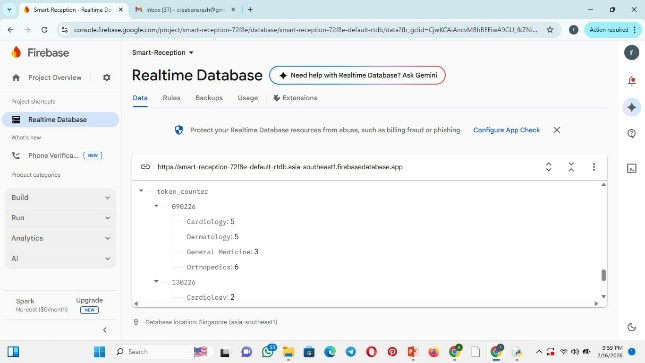 Smart-Reception - Realtime Da
Inbox (37) - creationsresh@gm
console.firebase.google.com/project/smart-reception-72f8e/database/smart-reception-72f8e-default-rtdb/data?fb_gclid=
Action required
Firebase
Smart-Reception
r
Project Overview
Realtime Database
Need help with Realtime Database? Ask Gemini
Project shortcuts
Data Rules Backups Usage Extensions
Realtime Database
What's new
Protect your Realtime Database resources from abuse, such as billing fraud or phishing Configure App Check
Phone Verifica... NEW
Product categories
https://smart-reception-72f8e-default-rtdb.asia-southeast1.firebasedatabase.app
token_counter
Build
090226
Run
Cardiology: 5
Analytics
Dermatology: 5
General Medicine: 3
AI
Orthopedics: 6
130226
Cardiology: 2
Spark
No-cost ($0/month)
Upgrade
NEW
Database location: Singapore (asia-southeast1)
Search
3:59 PM
2/16/2026